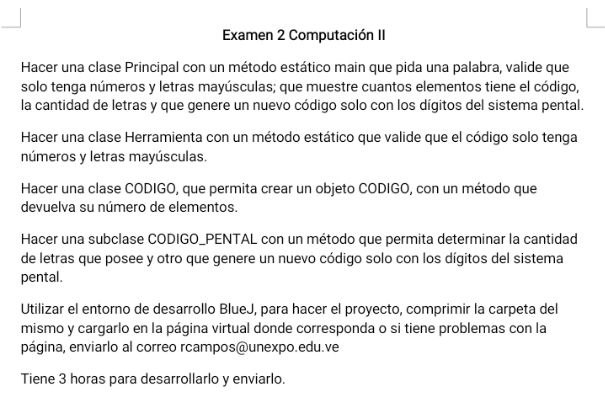 Examen 2 Computación II
Hacer una clase Principal con un método estático main que pida una palabra, valide que
solo tenga números y letras mayúsculas; que muestre cuantos elementos tiene el código,
la cantidad de letras y que genere un nuevo código solo con los dígitos del sistema pental.
Hacer una clase Herramienta con un método estático que valide que el código solo tenga
números y letras mayúsculas.
Hacer una clase CODIGO, que permita crear un objeto CODIGO, con un método que
devuelva su número de elementos.
Hacer una subclase CODIGO_PENTAL con un método que permita determinar la cantidad
de letras que posee y otro que genere un nuevo código solo con los dígitos del sistema
pental.
Utilizar el entorno de desarrollo BlueJ, para hacer el proyecto, comprimir la carpeta del
mismo y cargarlo en la página virtual donde corresponda o si tiene problemas con la
página, enviarlo al correo rcampos@unexpo.edu.ve
Tiene 3 horas para desarrollarlo y enviarlo.